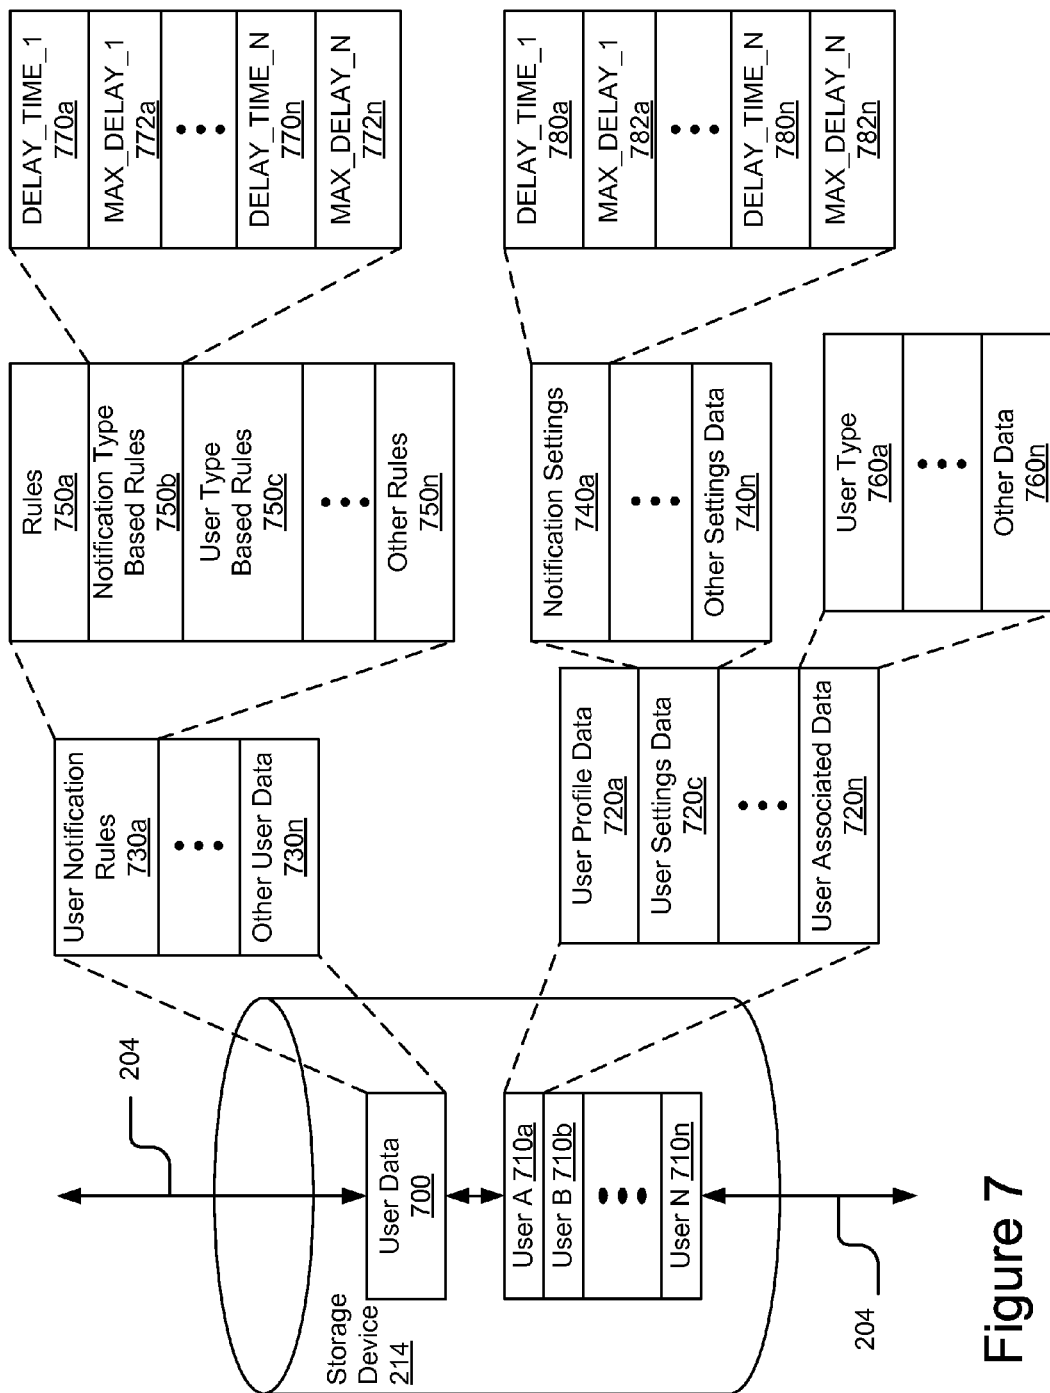 204
Storage
Device
214
User Data
700
User A 710a
User B 710b
User N 710n
204
User Notification
Rules
730a
Other User Data
730n
User Profile Data
720a
User Settings Data
720c
User Associated Data
720n
Rules
750a
Notification Type
Based Rules
750b
User Type
Based Rules
750c
Other Rules
750n
Notification Settings
740a
Other Settings Data
740n
User Type
760a
Other Data
760n
DELAY_TIME_1
770a
MAX_DELAY_1
772a
DELAY_TIME_N
770n
MAX_DELAY_N
772n
DELAY_TIME_1
780a
MAX_DELAY_1
782a
DELAY_TIME_N
780n
MAX_DELAY_N
782n
Figure 7